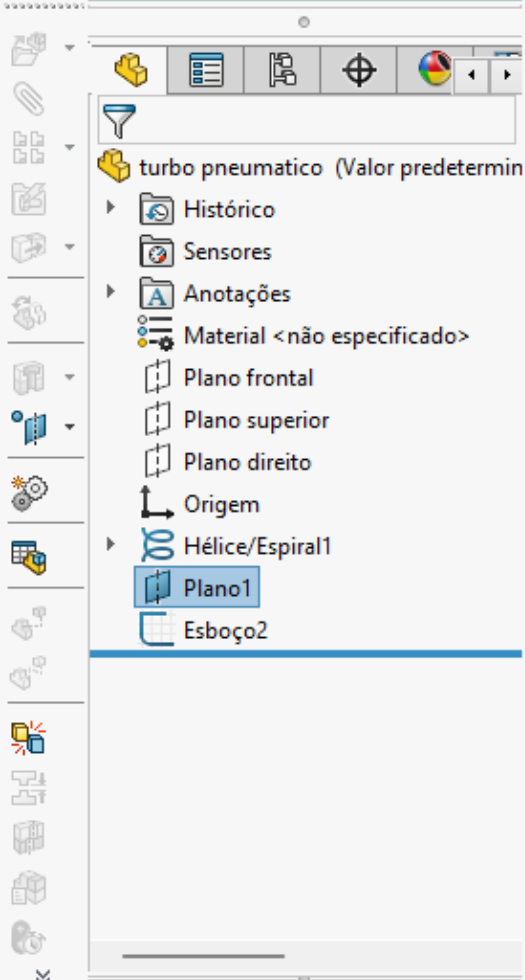 turbo pneumatico (Valor predetermin
Histórico
Sensores
Anotações
Material <não especificado>
Plano frontal
Plano superior
Plano direito
Origem
Hélice/Espiral1
Plano1
Esboço2